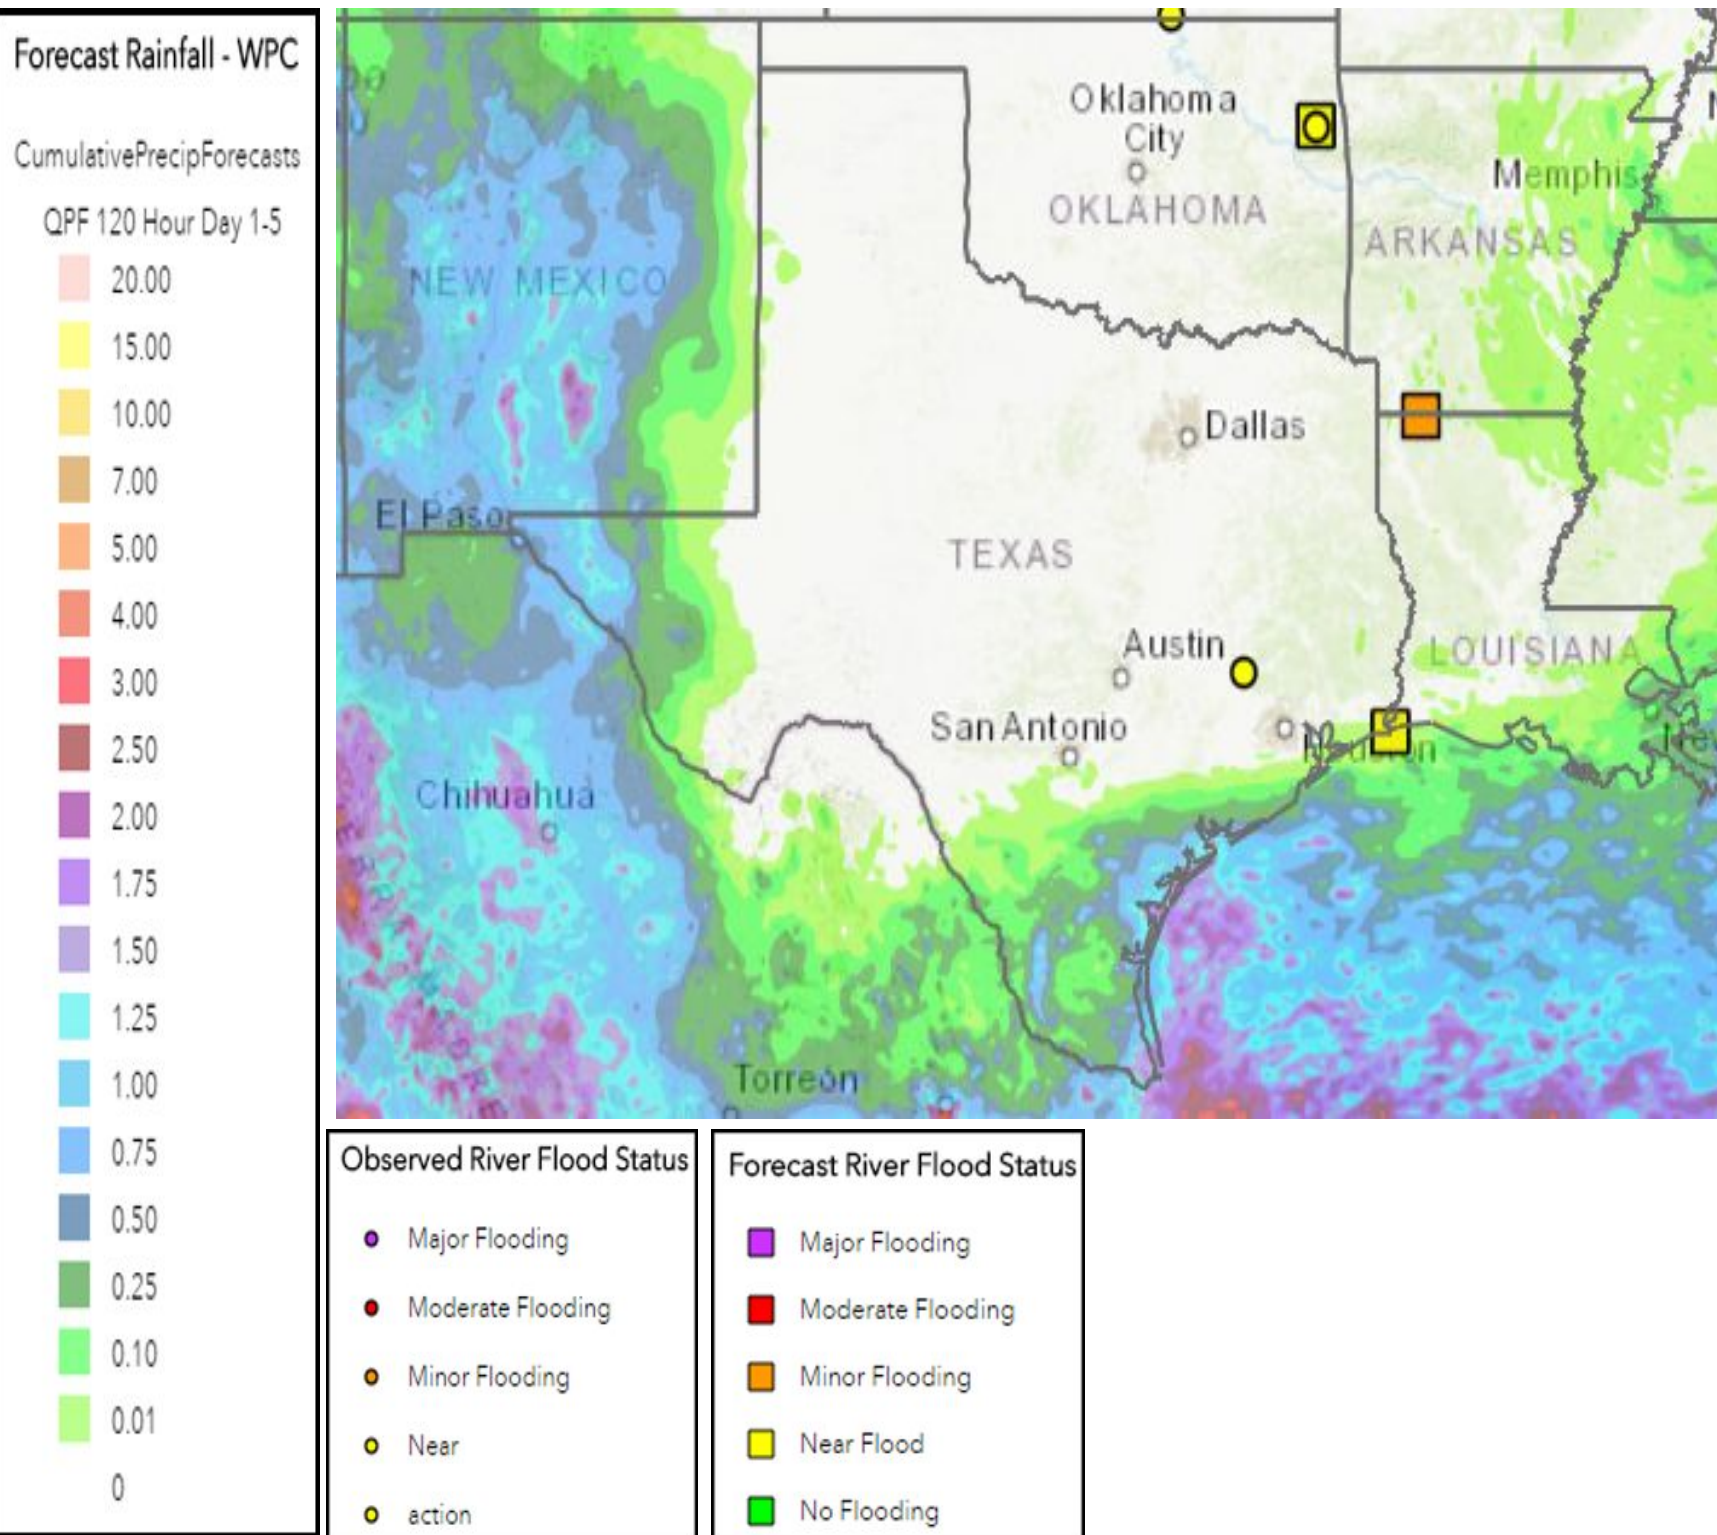 Forecast Rainfall - WPC
CumulativePrecipForecasts
QPF 120 Hour Day 1-5
20.00
15.00
10.00
7.00
5.00
4.00
3.00
2.50
2.00
1.75
1.50
1.25
1.00
0.75
0.50
0.25
0.10
0.01
0
Oklahoma
City
OKLAHOMA
Memphis
ARKANSAS
NEW MEXICO
Dallas
El Paso
TEXAS
Austin
LOUISIANA
San Antonio
Houston
Chihuahua
Torreón
Observed River Flood Status
Major Flooding
Moderate Flooding
Minor Flooding
Near
action
Forecast River Flood Status
Major Flooding
Moderate Flooding
Minor Flooding
Near Flood
No Flooding